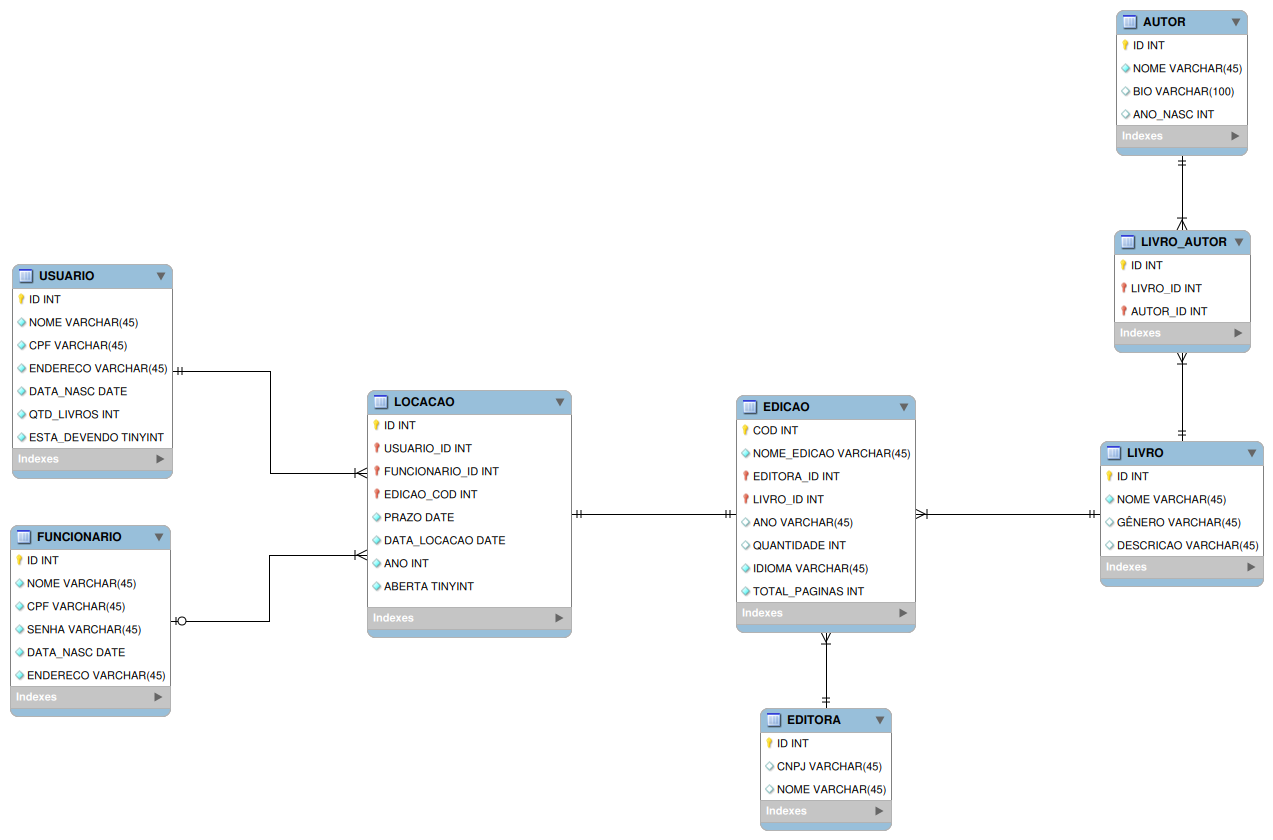 AUTOR
ID INT
NOME VARCHAR(45)
BIO VARCHAR(100)
ANO_NASC INT
Indexes
LIVRO_AUTOR
ID INT
LIVRO_ID INT
AUTOR_ID INT
Indexes
USUARIO
ID INT
NOME VARCHAR(45)
CPF VARCHAR(45)
ENDERECO VARCHAR(45)
DATA_NASC DATE
QTD_LIVROS INT
ESTA_DEVENDO TINYINT
Indexes
LOCACAO
ID INT
USUARIO_ID INT
FUNCIONARIO_ID INT
EDICAO_COD INT
PRAZO DATE
DATA_LOCACAO DATE
ANO INT
ABERTA TINYINT
Indexes
EDICAO
COD INT
NOME_EDICAO VARCHAR(45)
EDITORA_ID INT
LIVRO_ID INT
ANO VARCHAR(45)
QUANTIDADE INT
IDIOMA VARCHAR(45)
TOTAL_PAGINAS INT
Indexes
LIVRO
ID INT
NOME VARCHAR(45)
GÊNERO VARCHAR(45)
DESCRICAO VARCHAR(45)
Indexes
FUNCIONARIO
ID INT
NOME VARCHAR(45)
CPF VARCHAR(45)
SENHA VARCHAR(45)
DATA_NASC DATE
ENDERECO VARCHAR(45)
Indexes
EDITORA
ID INT
CNPJ VARCHAR(45)
NOME VARCHAR(45)
Indexes